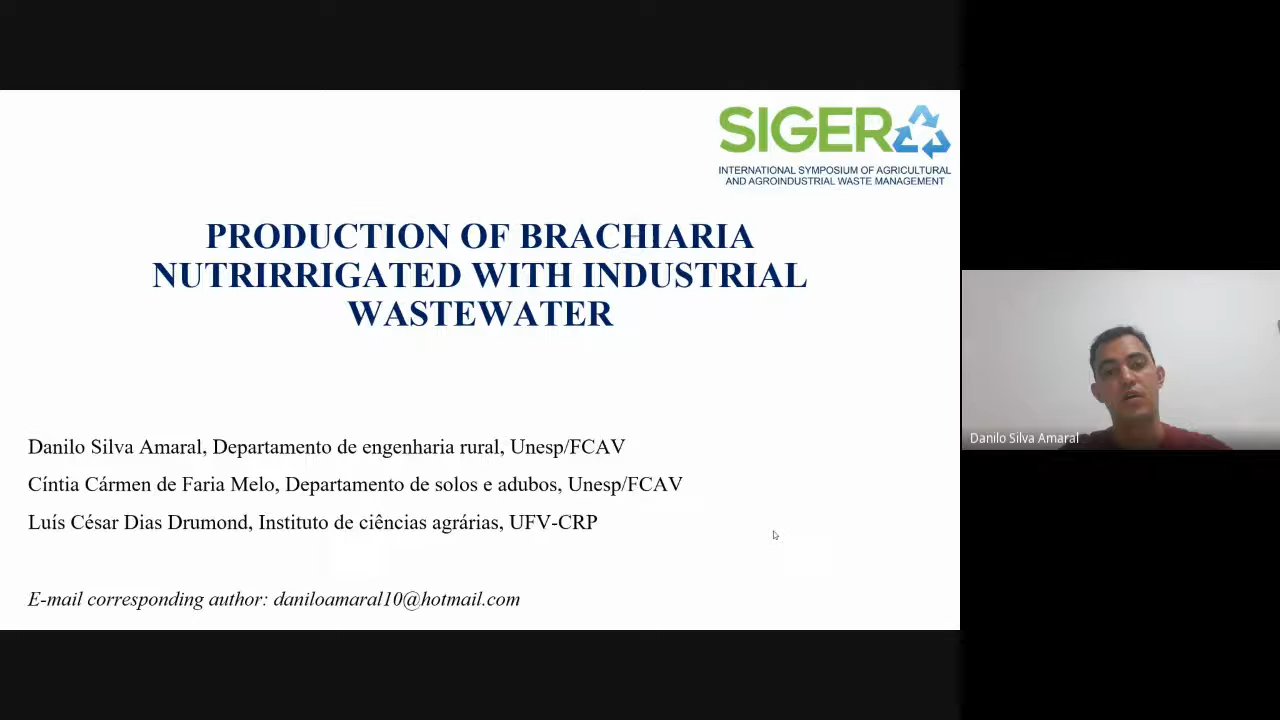 SIGERA
INTERNATIONAL SYMPOSIUM OF AGRICULTURAL
AND AGROINDUSTRIAL WASTE MANAGEMENT
PRODUCTION OF BRACHIARIA
NUTRIRRIGATED WITH INDUSTRIAL
WASTEWATER
Danilo Silva Amaral, Departamento de engenharia rural, Unesp/FCAV
Cíntia Cármen de Faria Melo, Departamento de solos e adubos, Unesp/FCAV
Luís César Dias Drumond, Instituto de ciências agrárias, UFV-CRP
E-mail corresponding author: daniloamaral10@hotmail.com
Danilo Silva Amaral